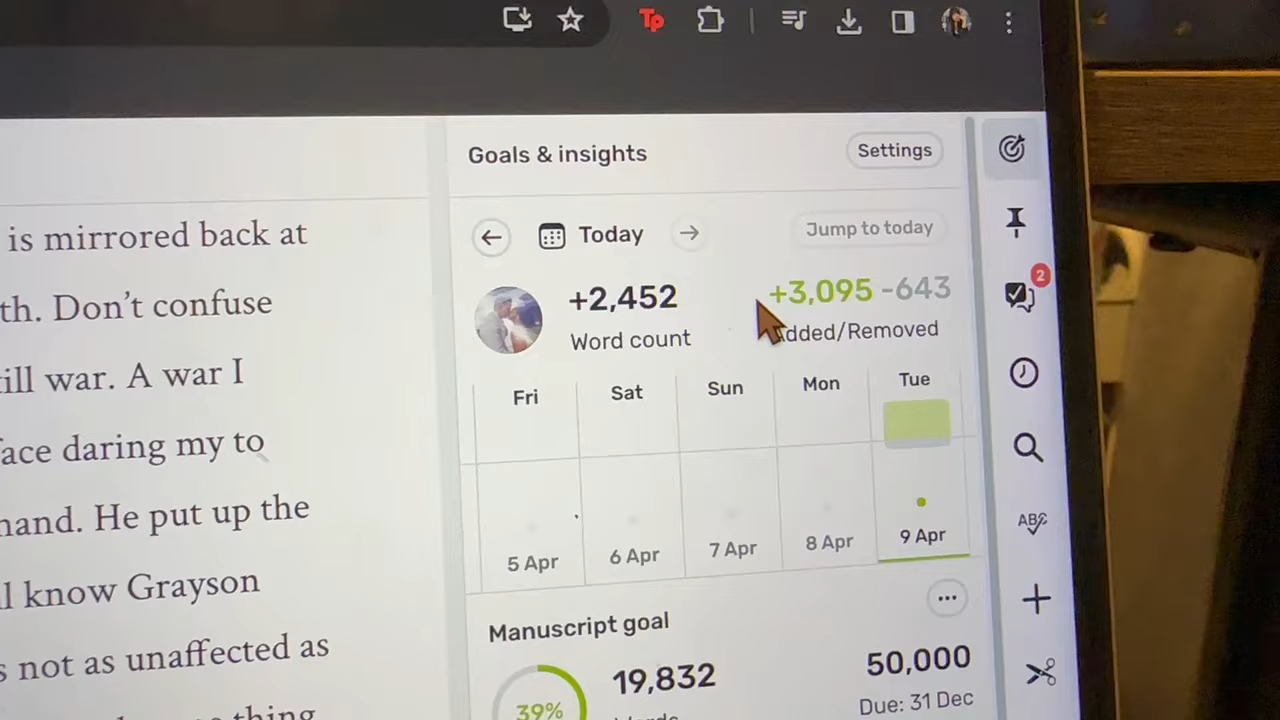 Tp
Goals & insights
Settings
Today
Jump to today
+2,452
+3,095 -643
Word count
Added/Removed
Fri Sat Sun Mon Tue
5 Apr 6 Apr 7 Apr 8 Apr 9 Apr
Manuscript goal
19,832
50,000
39%
Due: 31 Dec
2
ABC
is mirrored back at
th. Don’t confuse
ill war. A war I
face daring my to
hand. He put up the
ll know Grayson
s not as unaffected as
thing